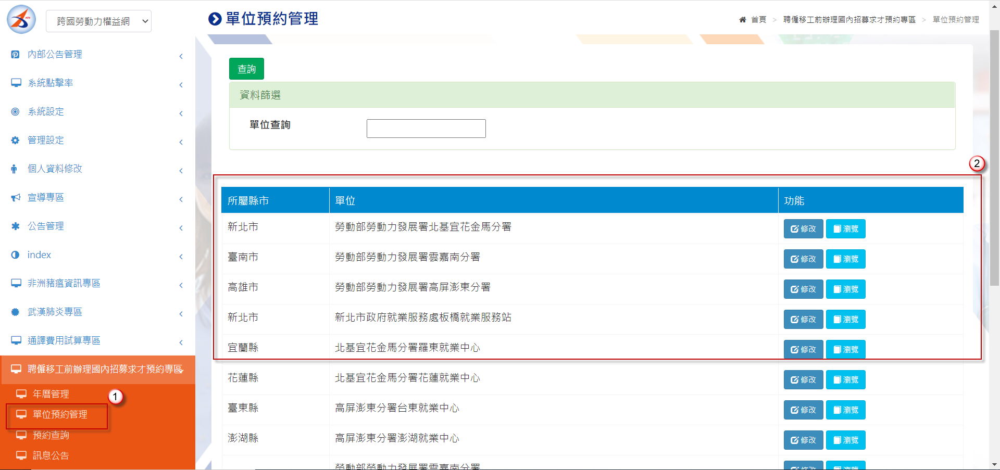 跨國勞動力權益網
單位預約管理
首頁 > 聘僱移工前辦理國內招募求才預約專區 > 單位預約管理
內部公告管理
系統點擊率
系統設定
管理設定
個人資料修改
宣導專區
公告管理
index
非洲豬瘟資訊專區
武漢肺炎專區
通譯費用試算專區
聘僱移工前辦理國內招募求才預約專區
年曆管理
1
單位預約管理
預約查詢
訊息公告
查詢
資料篩選
單位查詢
2
所屬縣市 單位 功能
新北市 勞動部勞動力發展署北基宜花金馬分署 修改 瀏覽
臺南市 勞動部勞動力發展署雲嘉南分署 修改 瀏覽
高雄市 勞動部勞動力發展署高屏澎東分署 修改 瀏覽
新北市 新北市政府就業服務處板橋就業服務站 修改 瀏覽
宜蘭縣 北基宜花金馬分署羅東就業中心 修改 瀏覽
花蓮縣 北基宜花金馬分署花蓮就業中心 修改 瀏覽
臺東縣 高屏澎東分署台東就業中心 修改 瀏覽
澎湖縣 高屏澎東分署澎湖就業中心 修改 瀏覽
勞動部勞動力發展署雲嘉南分署 修改 瀏覽